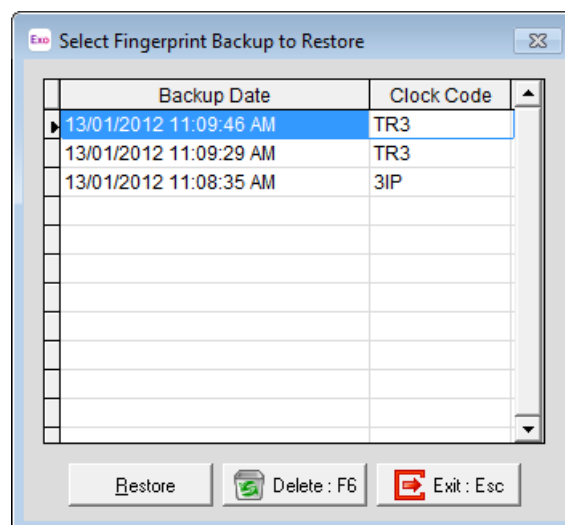 Exo Select Fingerprint Backup to Restore
Backup Date Clock Code
13/01/2012 11:09:46 AM TR3
13/01/2012 11:09:29 AM TR3
13/01/2012 11:08:35 AM 3IP
Restore Delete : F6 Exit : Esc